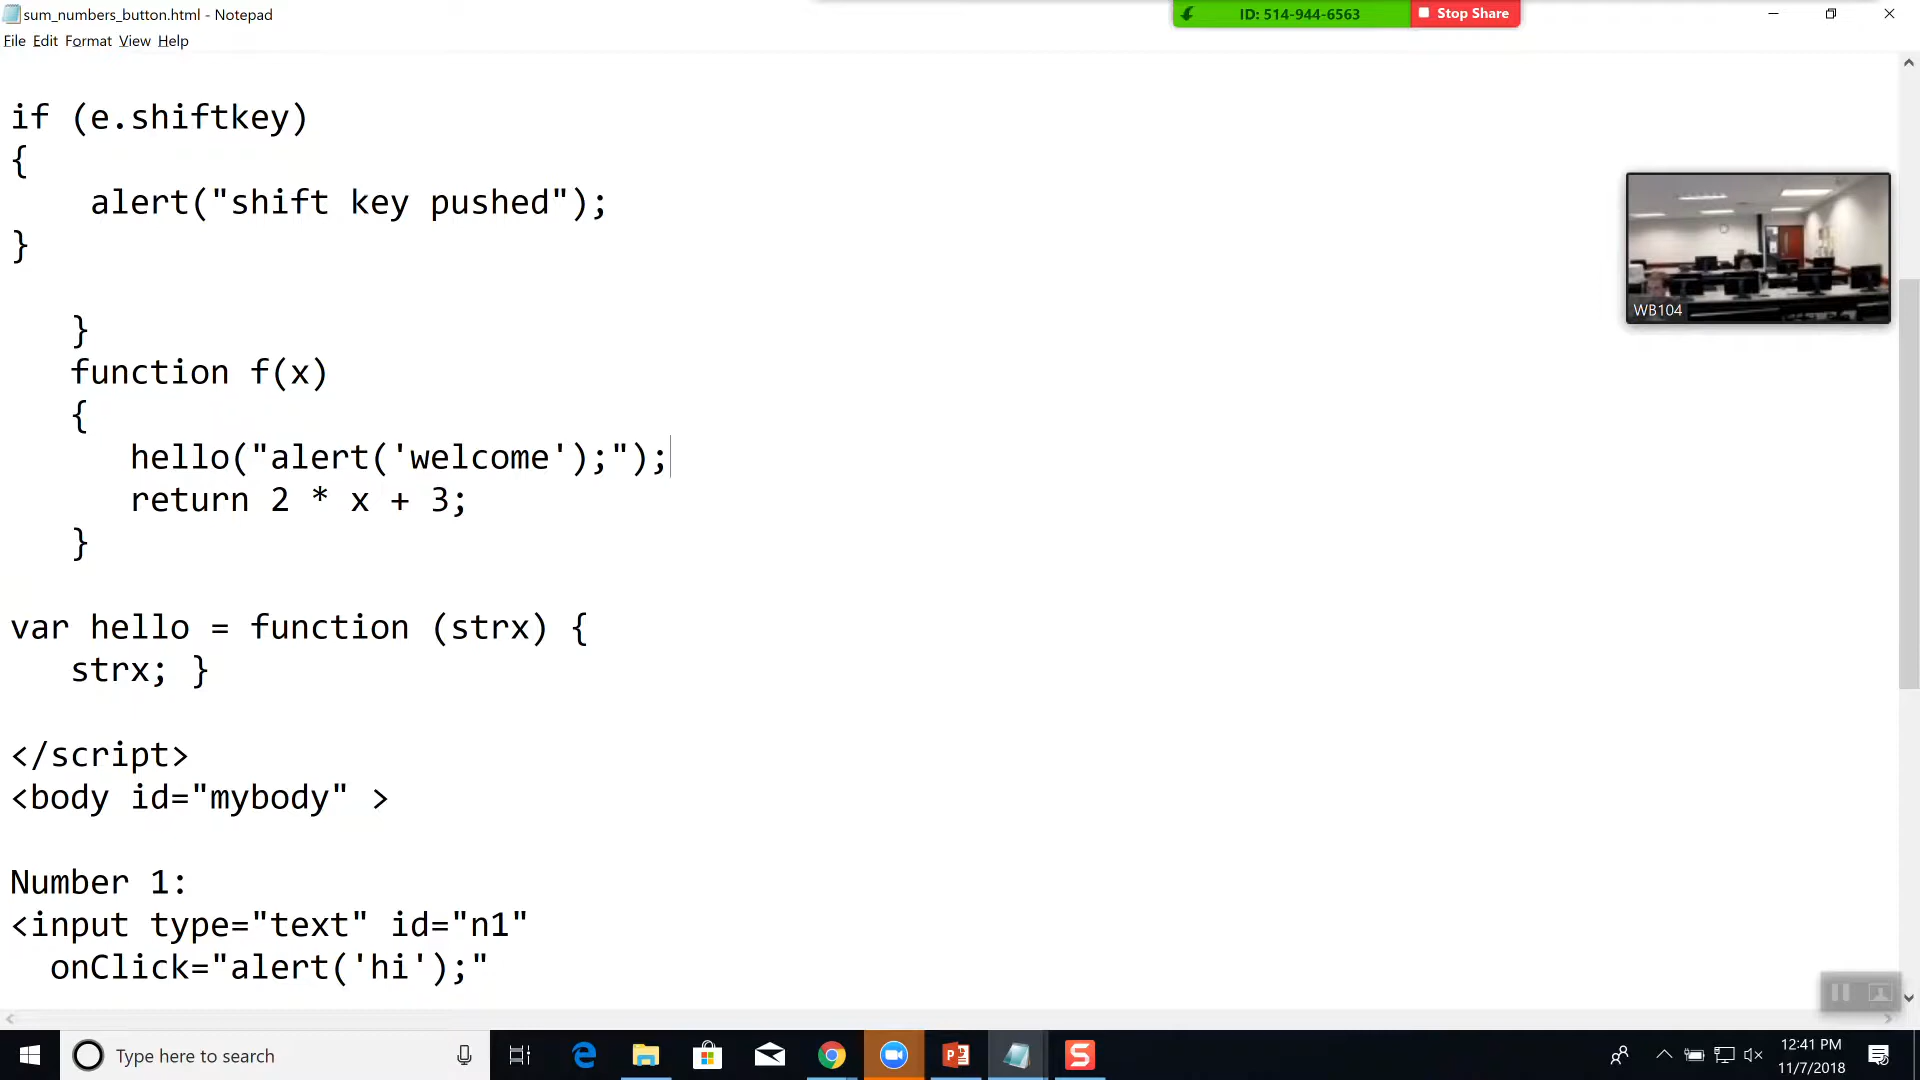 sum_numbers_button.html - Notepad
ID: 514-944-6563
Stop Share
File Edit Format View Help
if (e.shiftkey)
{
alert("shift key pushed");
}
}
function f(x)
{
hello("alert('welcome');");
return 2 * x + 3;
}
var hello = function (strx) {
strx; }
</script>
<body id="mybody" >
Number 1:
<input type="text" id="n1"
onClick="alert('hi');"
WB104
Type here to search
12:41 PM
11/7/2018